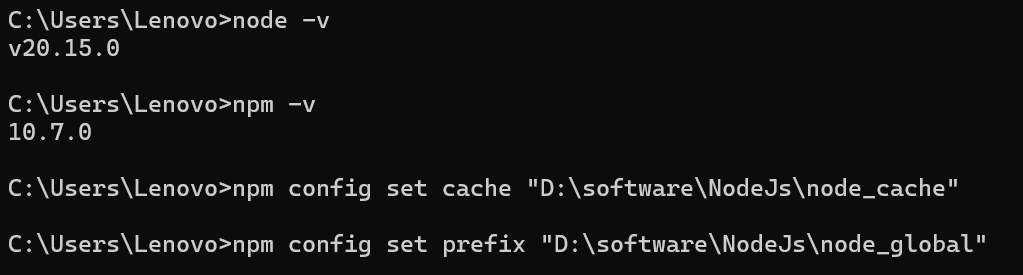 C:\Users\Lenovo>node -v
v20.15.0
C:\Users\Lenovo>npm -v
10.7.0
C:\Users\Lenovo>npm config set cache "D:\software\NodeJs\node_cache"
C:\Users\Lenovo>npm config set prefix "D:\software\NodeJs\node_global"